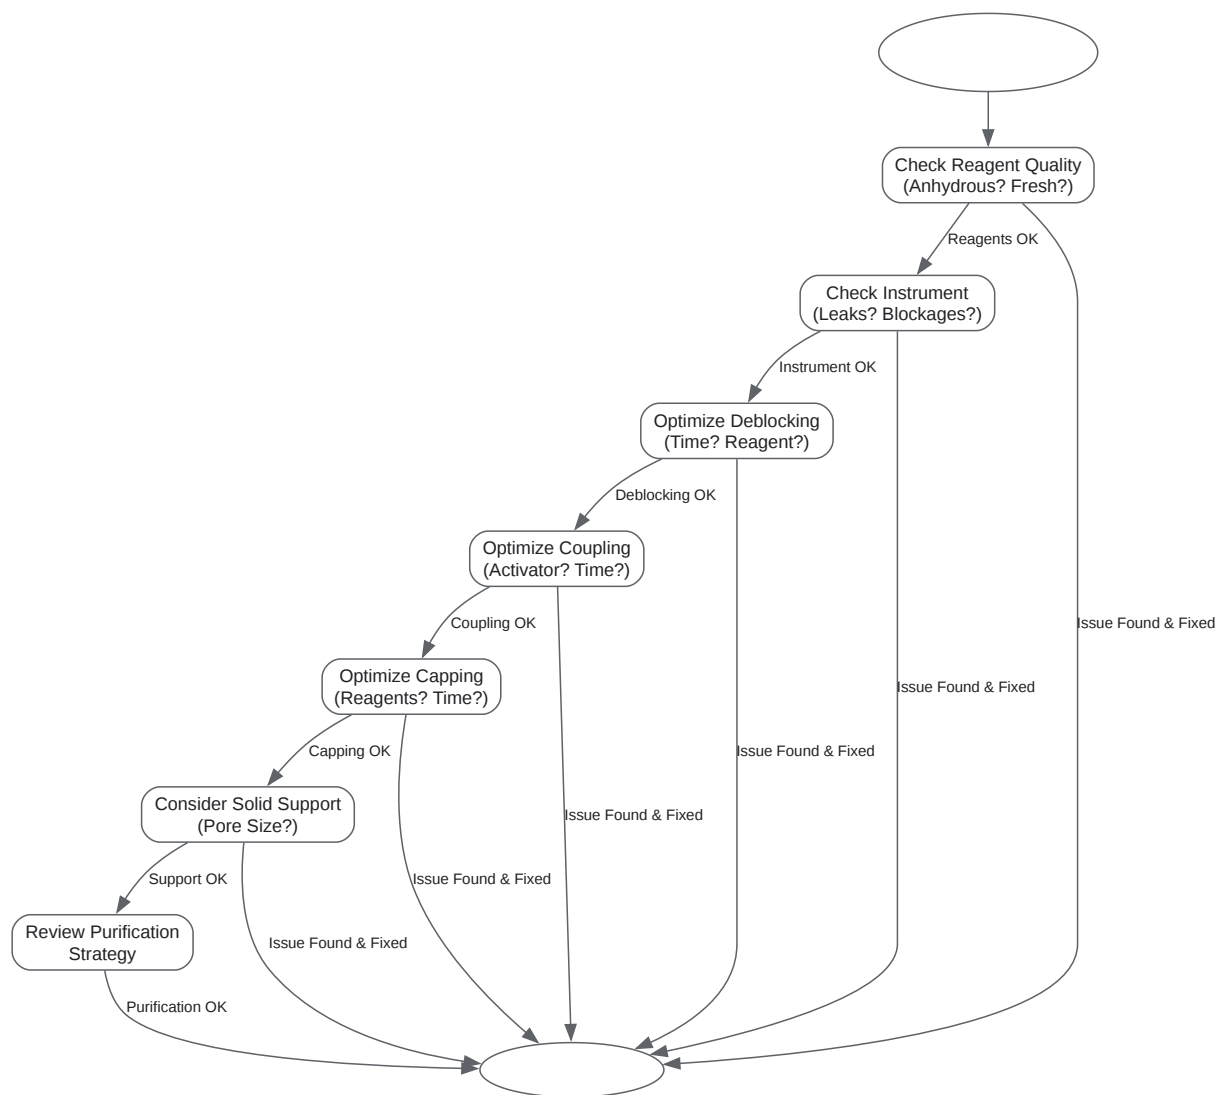 Check Reagent Quality
(Anhydrous? Fresh?)
Reagents OK
Check Instrument
(Leaks? Blockages?)
Instrument OK
Optimize Deblocking
(Time? Reagent?)
Deblocking OK
Optimize Coupling
(Activator? Time?)
Coupling OK
Issue Found & Fixed
Optimize Capping
(Reagents? Time?)
Issue Found & Fixed
Capping OK
Issue Found & Fixed
Consider Solid Support
(Pore Size?)
Issue Found & Fixed
Support OK
Issue Found & Fixed
Review Purification
Strategy
Issue Found & Fixed
Purification OK